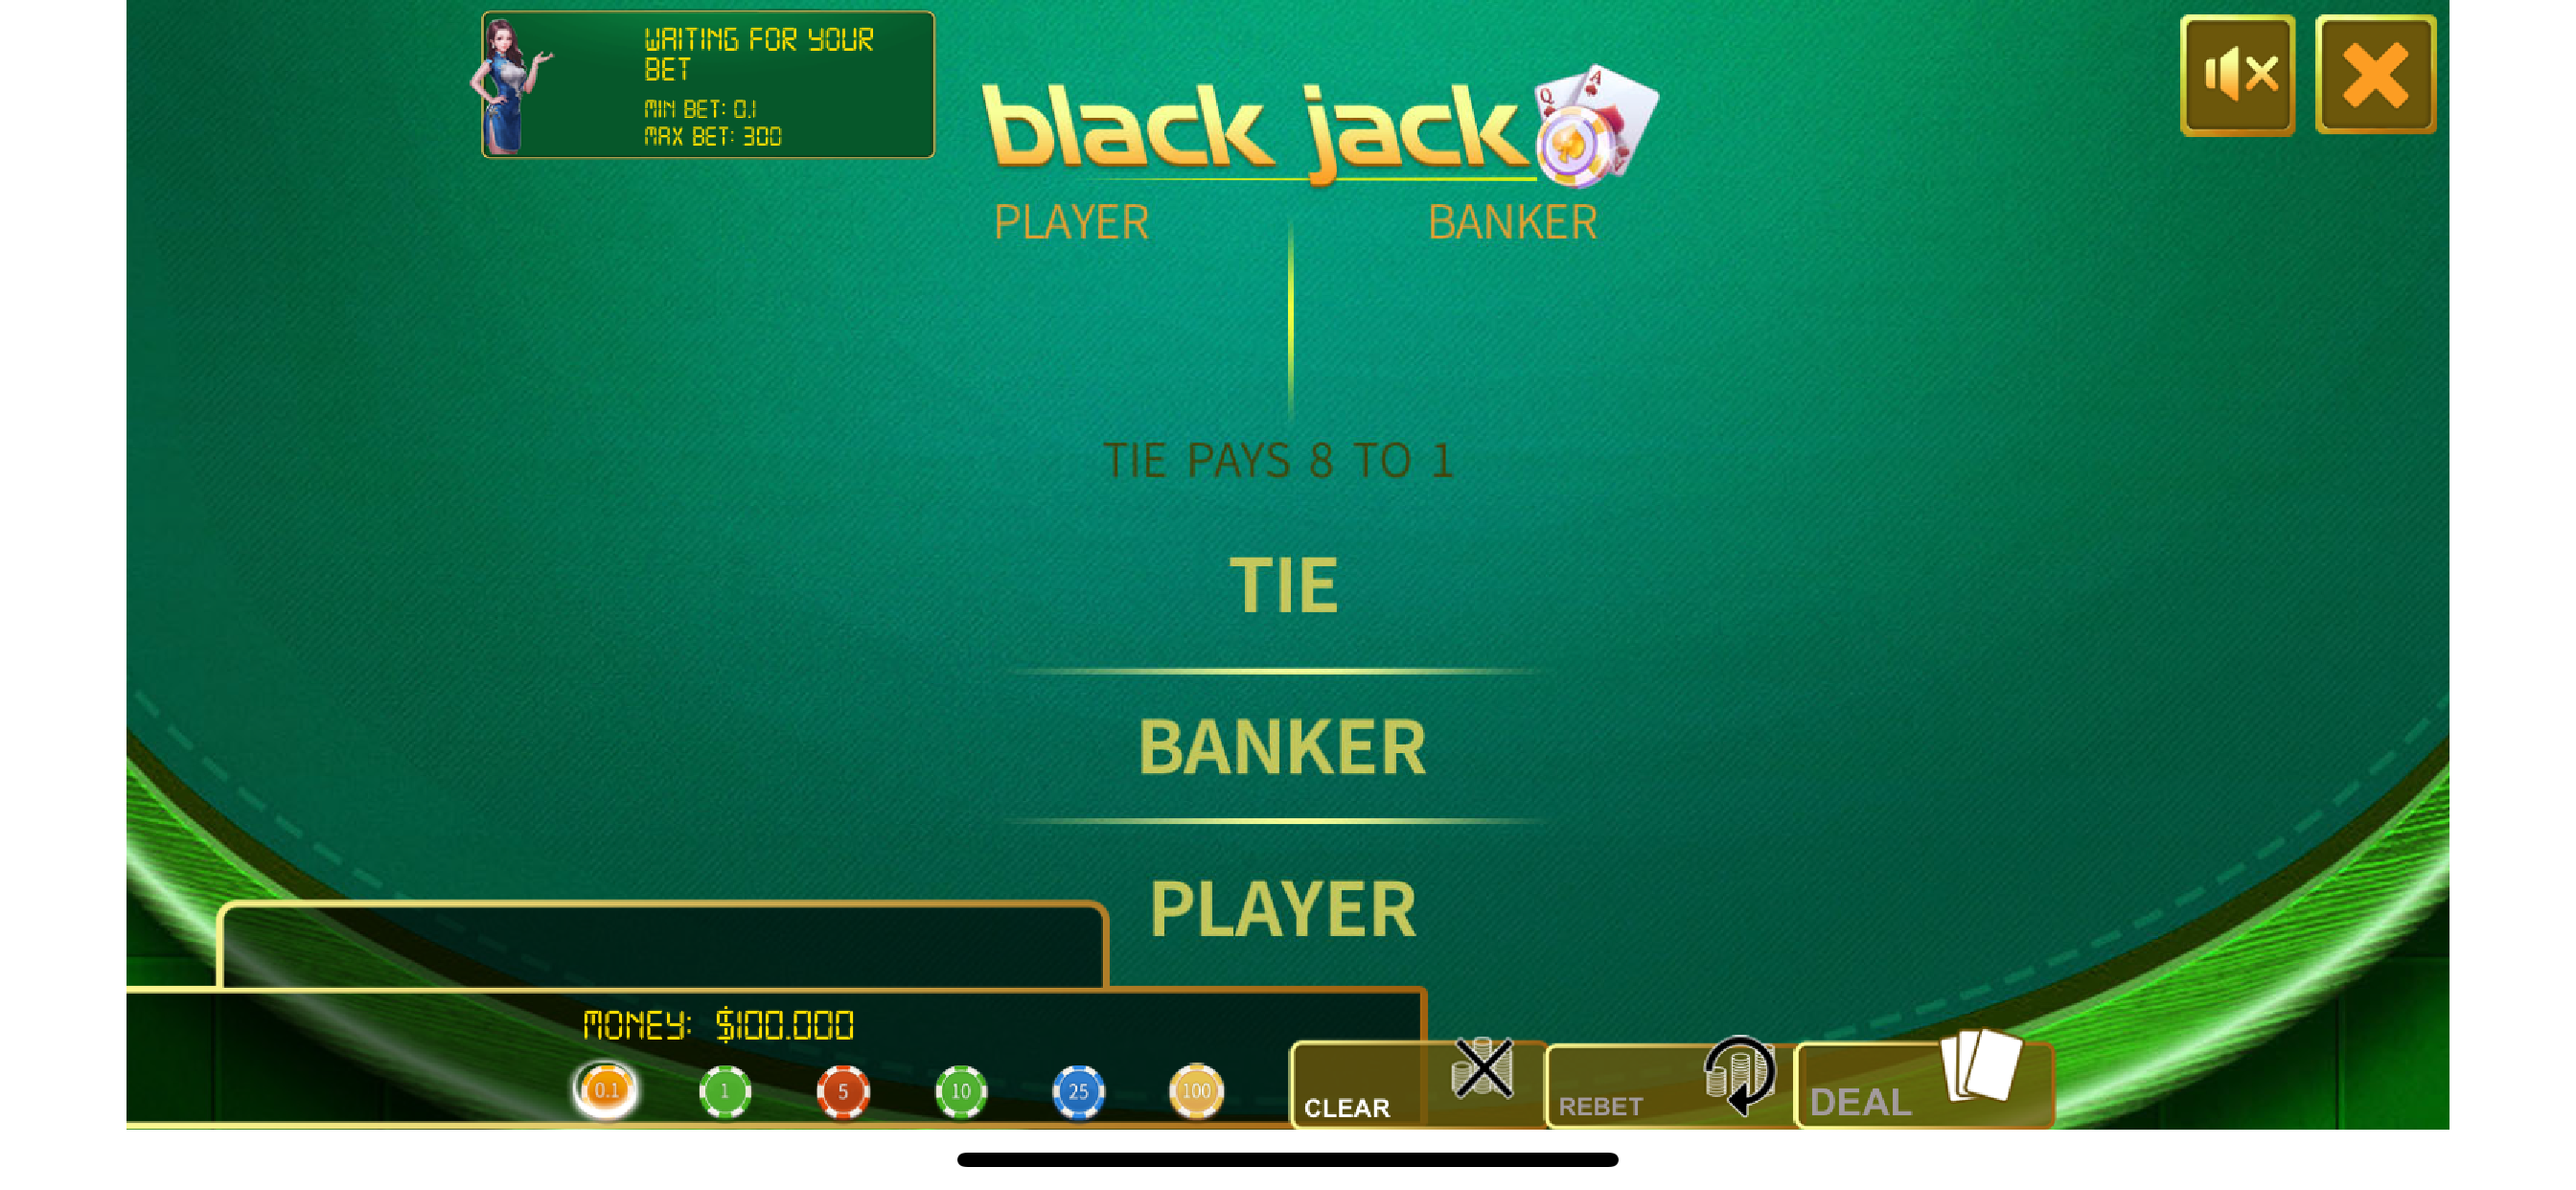 WAITING FOR YOUR
BET
MIN BET: 0.1
MAX BET: 300
black jack
Q
A
PLAYER
BANKER
TIE PAYS 8 TO 1
TIE
BANKER
PLAYER
MONEY: $100.000
0.1
1
5
10
25
100
CLEAR
REBET
DEAL